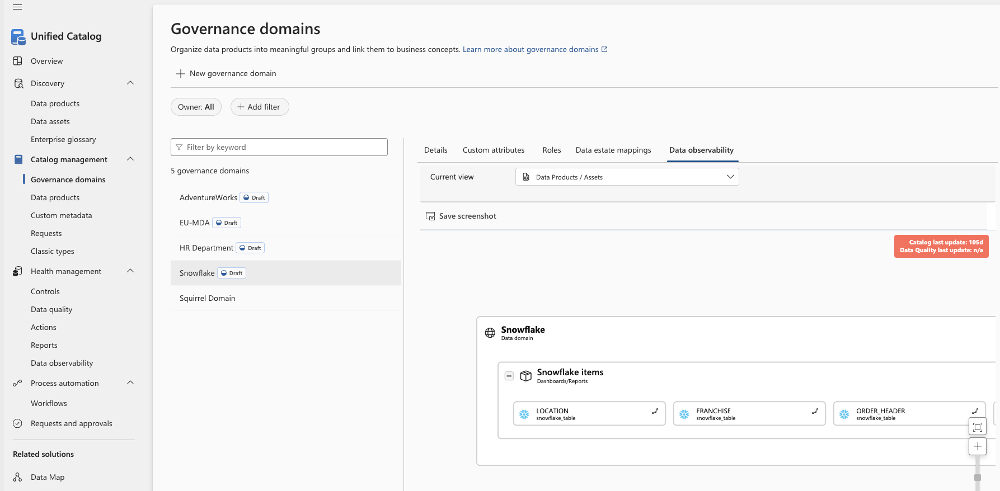 Unified Catalog
Overview
Discovery
Data products
Data assets
Enterprise glossary
Catalog management
Governance domains
Data products
Custom metadata
Requests
Classic types
Health management
Controls
Data quality
Actions
Reports
Data observability
Process automation
Workflows
Requests and approvals
Related solutions
Data Map
Governance domains
Organize data products into meaningful groups and link them to business concepts. Learn more about governance domains
New governance domain
Owner: All
Add filter
Filter by keyword
5 governance domains
AdventureWorks Draft
EU-MDA Draft
HR Department Draft
Snowflake Draft
Squirrel Domain
Details Custom attributes Roles Data estate mappings Data observability
Current view Data Products / Assets
Save screenshot
Catalog last update: 105d
Data Quality last update: n/a
Snowflake
Data domain
Snowflake items
Dashboards/Reports
LOCATION
snowflake_table
FRANCHISE
snowflake_table
ORDER_HEADER
snowflake_table